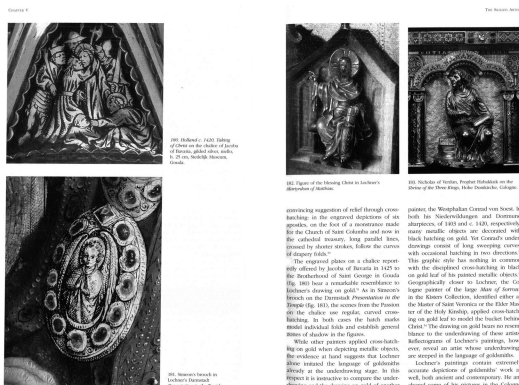 CHAPTER V
180. Holland c. 1420. Taking
of Christ on the chalice of Jacoba
of Bavaria, gilded silver, niello,
h. 25 cm, Stedelijk Museum,
Gouda.
181. Simeon's brooch in
Lochner's Darmstadt
182. Figure of the blessing Christ in Lochner's
Martyrdom of Matthias.
convincing suggestion of relief through cross-
hatching: in the engraved depictions of six
apostles, on the foot of a monstrance made
for the Church of Saint Columba and now in
the cathedral treasury, long parallel lines,
crossed by shorter strokes, follow the curves
of drapery folds.
The engraved plates on a chalice report-
edly offered by Jacoba of Bavaria in 1425 to
the Brotherhood of Saint George in Gouda
(fig. 180) bear a remarkable resemblance to
Lochner's drawing on gold. As in Simeon's
brooch on the Darmstadt Presentation in the
Temple (fig. 181), the scenes from the Passion
on the chalice use regular, curved cross-
hatching. In both cases the hatch marks
model individual folds and establish general
zones of shadow in the figures.
While other painters applied cross-hatch-
ing on gold when depicting metallic objects,
the evidence at hand suggests that Lochner
alone imitated the language of goldsmiths
already at the underdrawing stage. In this
respect it is instructive to compare the under-
THE SISTER ARTS
183. Nicholas of Verdun, Prophet Habakkuk on the
Shrine of the Three Kings, Hohe Domkirche, Cologne.
painter, the Westphalian Conrad von Soest. In
both his Niederwildungen and Dortmund
altarpieces, of 1403 and c. 1420, respectively,
many metallic objects are decorated with
black hatching on gold. Yet Conrad's under-
drawings consist of long sweeping curves
with occasional hatching in two directions.
This graphic style has nothing in common
with the disciplined cross-hatching in black
on gold leaf of his painted metallic objects.
Geographically closer to Lochner, the Co-
logne painter of the large Man of Sorrows
in the Kisters Collection, identified either as
the Master of Saint Veronica or the Elder Mas-
ter of the Holy Kinship, applied cross-hatch-
ing on gold leaf to model the bucket behind
Christ. The drawing on gold bears no resem-
blance to the underdrawing of these artists.
Reflectograms of Lochner's paintings, how-
ever, reveal an artist whose underdrawings
are steeped in the language of goldsmiths.
Lochner's paintings contain extremely
accurate depictions of goldsmiths' work as
well, both ancient and contemporary. He and